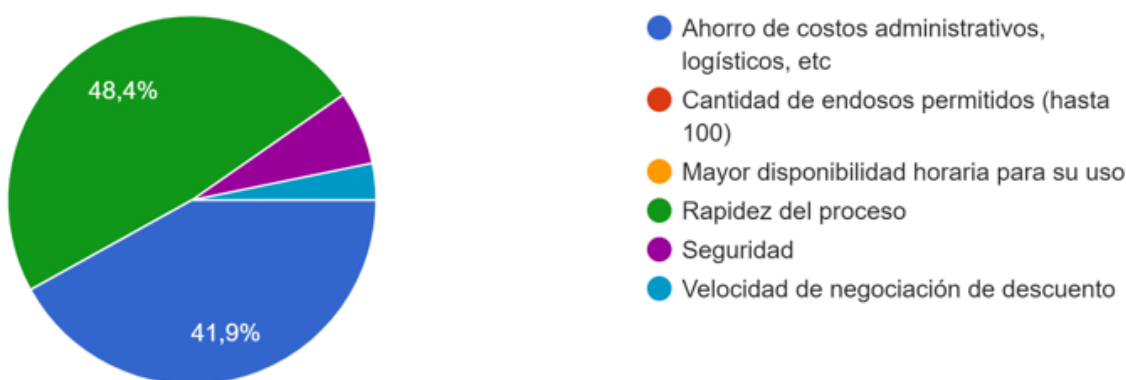 48,4%
41,9%
Ahorro de costos administrativos,
logísticos, etc
Cantidad de endosos permitidos (hasta
100)
Mayor disponibilidad horaria para su uso
Rapidez del proceso
Seguridad
Velocidad de negociación de descuento